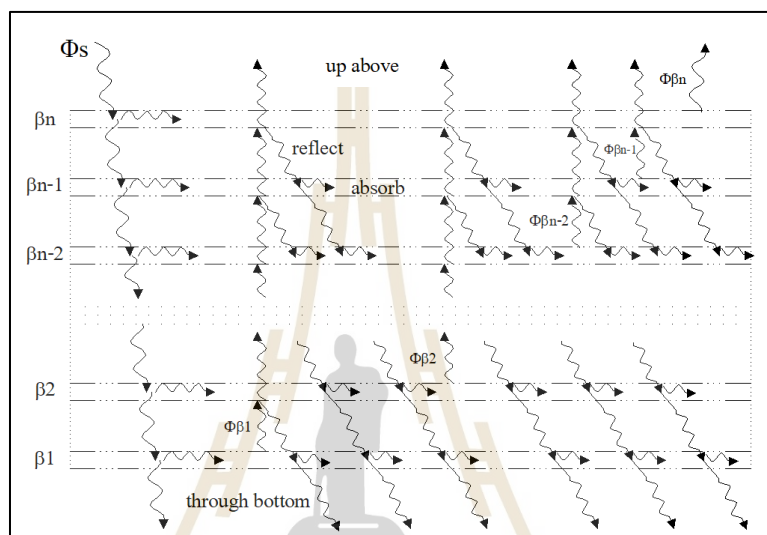 Φs
up above
Φβn
βn
reflect
Φβn-1
βn-1
absorb
Φβn-2
βn-2
Φβ2
β2
Φβ1
β1
through bottom